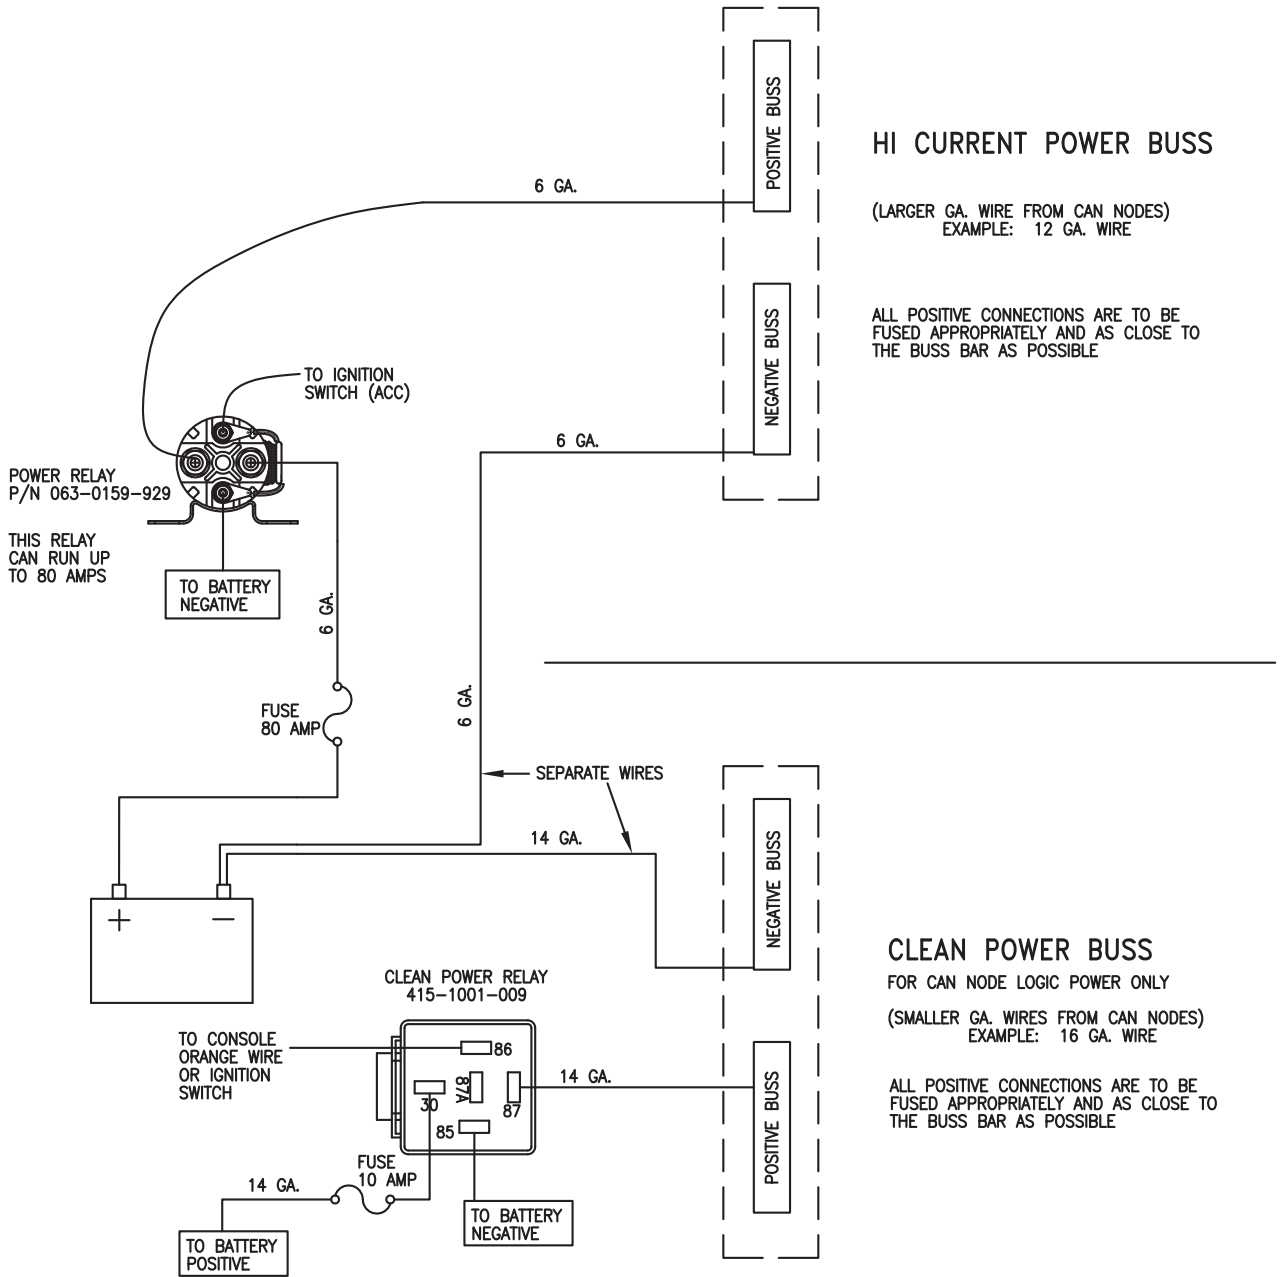 POSITIVE BUSS
HI CURRENT POWER BUSS
6 GA.
(LARGER GA. WIRE FROM CAN NODES)
EXAMPLE: 12 GA. WIRE
NEGATIVE BUSS
ALL POSITIVE CONNECTIONS ARE TO BE
FUSED APPROPRIATELY AND AS CLOSE TO
THE BUSS BAR AS POSSIBLE
TO IGNITION
SWITCH (ACC)
6 GA.
POWER RELAY
P/N 063-0159-929
THIS RELAY
CAN RUN UP
TO 80 AMPS
TO BATTERY
NEGATIVE
6 GA.
6 GA.
FUSE
80 AMP
SEPARATE WIRES
14 GA.
NEGATIVE BUSS
+ −
CLEAN POWER BUSS
FOR CAN NODE LOGIC POWER ONLY
(SMALLER GA. WIRES FROM CAN NODES)
EXAMPLE: 16 GA. WIRE
CLEAN POWER RELAY
415-1001-009
TO CONSOLE
ORANGE WIRE
OR IGNITION
SWITCH
86
87A
30
87
85
14 GA.
POSITIVE BUSS
ALL POSITIVE CONNECTIONS ARE TO BE
FUSED APPROPRIATELY AND AS CLOSE TO
THE BUSS BAR AS POSSIBLE
FUSE
10 AMP
14 GA.
TO BATTERY
NEGATIVE
TO BATTERY
POSITIVE